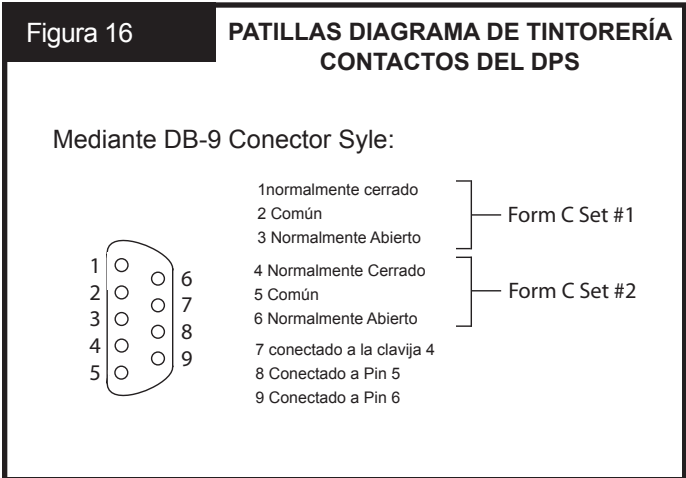 Figura 16
PATILLAS DIAGRAMA DE TINTORERÍA
CONTACTOS DEL DPS
Mediante DB-9 Conector Syle:
1normalmente cerrado
2 Común
3 Normalmente Abierto
Form C Set #1
4 Normalmente Cerrado
5 Común
6 Normalmente Abierto
Form C Set #2
7 conectado a la clavija 4
8 Conectado a Pin 5
9 Conectado a Pin 6
1
2
3
4
5
6
7
8
9